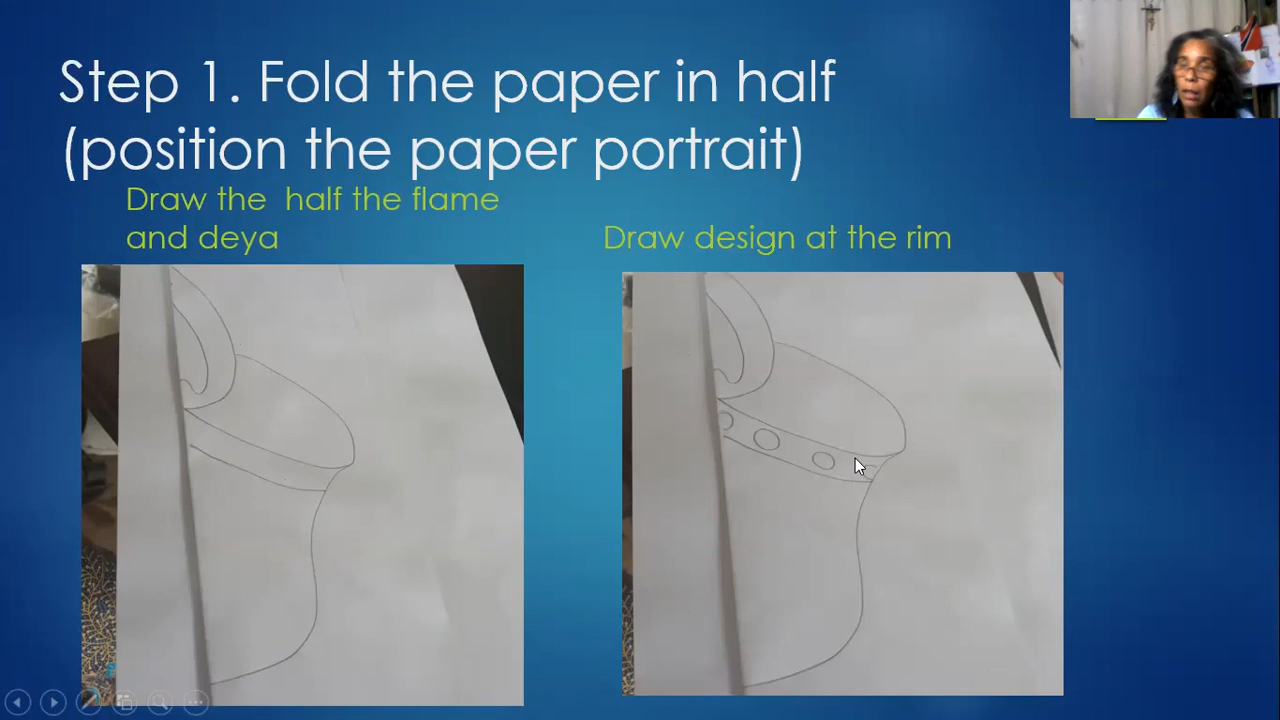 Step 1. Fold the paper in half
(position the paper portrait)
Draw the  half the flame
and deya
Draw design at the rim